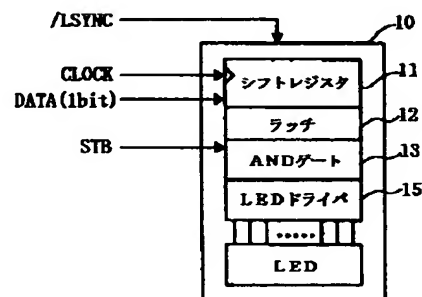 /LSYNC
10
CLOCK
シフトレジスタ
11
DATA(1bit)
ラッチ
12
STB
ANDゲート
13
LEDドライバ
15
.....
LED